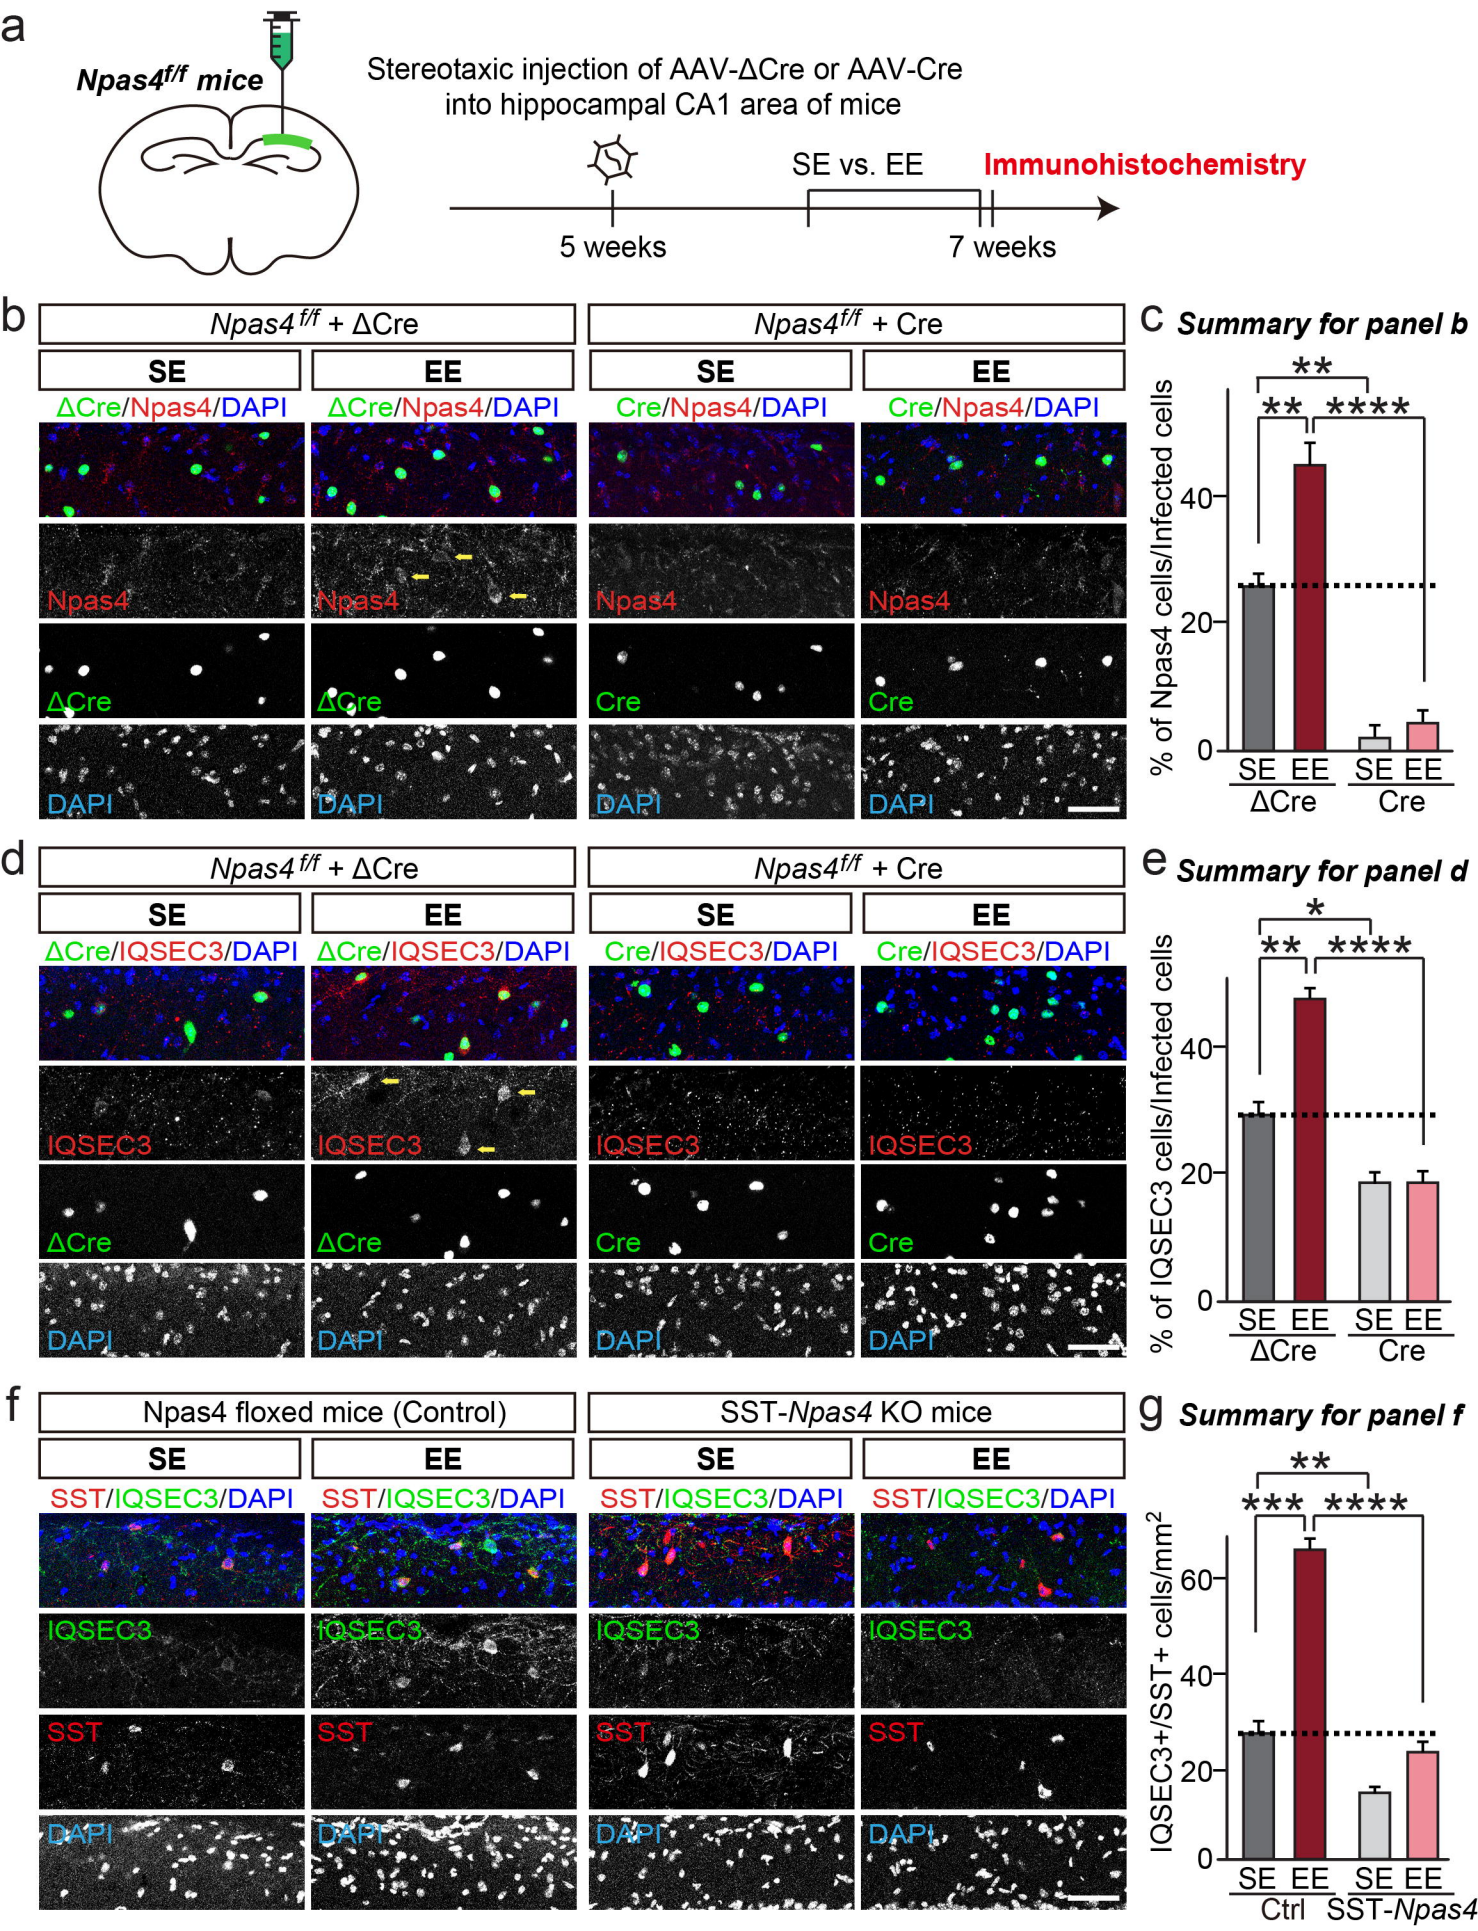 a
Npas4f/f mice
Stereotaxic injection of AAV-ΔCre or AAV-Cre
into hippocampal CA1 area of mice
SE vs. EE
Immunohistochemistry
5 weeks
7 weeks
b
Npas4 f/f + ΔCre
Npas4f/f + Cre
SE
EE
SE
EE
ΔCre/Npas4/DAPI
ΔCre/Npas4/DAPI
Cre/Npas4/DAPI
Cre/Npas4/DAPI
Npas4
Npas4
Npas4
Npas4
ΔCre
ΔCre
Cre
Cre
DAPI
DAPI
DAPI
DAPI
c
Summary for panel b
% of Npas4 cells/Infected cells
**
** ****
40
20
0
SE EE SE EE
ΔCre Cre
d
Npas4 f/f + ΔCre
Npas4f/f + Cre
SE
EE
SE
EE
ΔCre/IQSEC3/DAPI
ΔCre/IQSEC3/DAPI
Cre/IQSEC3/DAPI
Cre/IQSEC3/DAPI
IQSEC3
IQSEC3
IQSEC3
IQSEC3
ΔCre
ΔCre
Cre
Cre
DAPI
DAPI
DAPI
DAPI
e
Summary for panel d
% of IQSEC3 cells/Infected cells
*
** ****
40
20
0
SE EE SE EE
ΔCre Cre
f
Npas4 floxed mice (Control)
SST-Npas4 KO mice
SE
EE
SE
EE
SST/IQSEC3/DAPI
SST/IQSEC3/DAPI
SST/IQSEC3/DAPI
SST/IQSEC3/DAPI
IQSEC3
IQSEC3
IQSEC3
IQSEC3
SST
SST
SST
SST
DAPI
DAPI
DAPI
DAPI
g
Summary for panel f
IQSEC3+/SST+ cells/mm2
**
*** ****
60
40
20
0
SE EE SE EE
Ctrl SST-Npas4